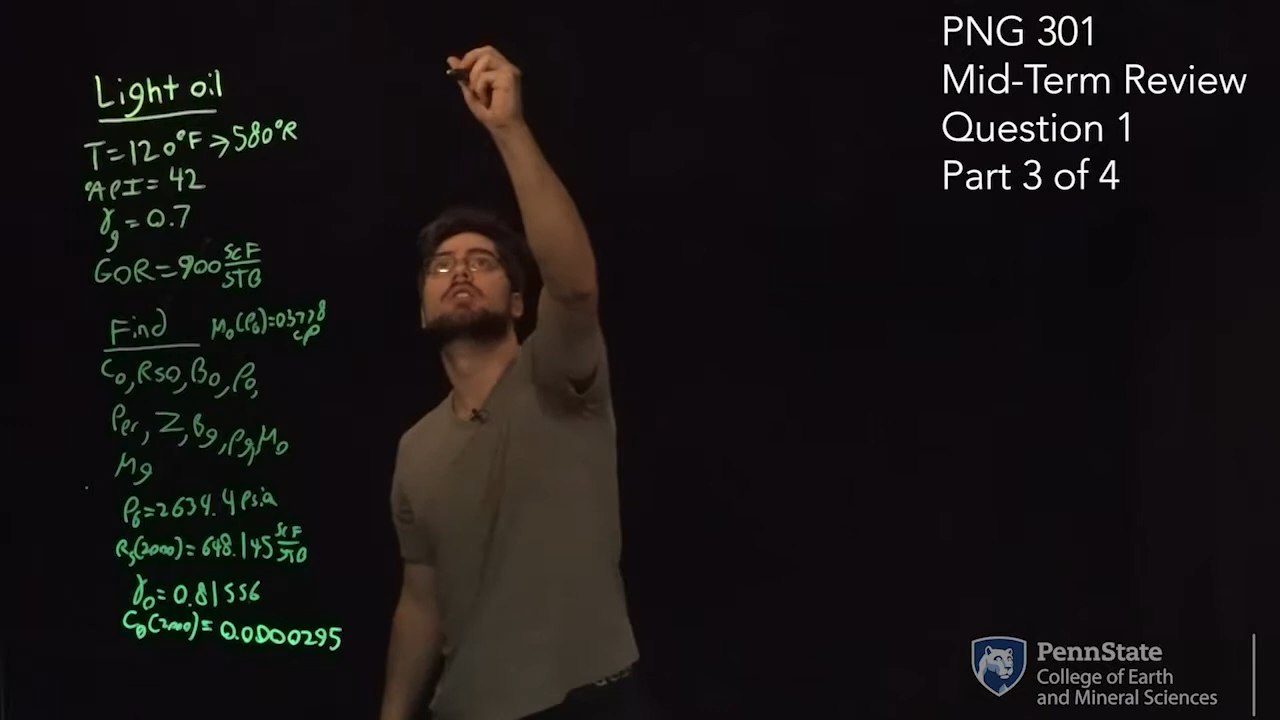 Light oil
T=120°F→580°R
°API=42
γg=0.7
GOR=900 SCF/STB
Find μo(Pb)=0.3778 cP
Co, Rso, Bo, ρo,
Z, Bg, ρg, μo
μg
Pb=2634.4 Psia
Rs(2000)=648.145 SCF/STB
γo=0.81556
Co(2000)=0.0000295
PNG 301
Mid-Term Review
Question 1
Part 3 of 4
PennState
College of Earth
and Mineral Sciences